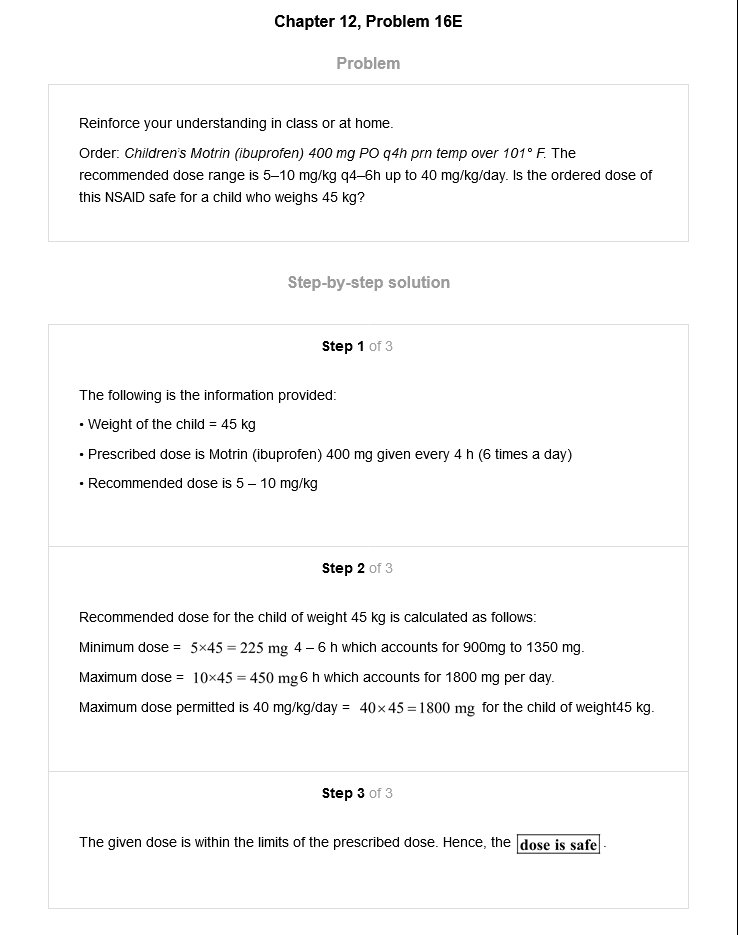 Chapter 12, Problem 16E
Problem
Reinforce your understanding in class or at home.
Order: Children's Motrin (ibuprofen) 400 mg PO q4h prn temp over 101° F. The
recommended dose range is 5–10 mg/kg q4–6h up to 40 mg/kg/day. Is the ordered dose of
this NSAID safe for a child who weighs 45 kg?
Step-by-step solution
Step 1 of 3
The following is the information provided:
• Weight of the child = 45 kg
• Prescribed dose is Motrin (ibuprofen) 400 mg given every 4 h (6 times a day)
• Recommended dose is 5 – 10 mg/kg
Step 2 of 3
Recommended dose for the child of weight 45 kg is calculated as follows:
Minimum dose = 5×45 = 225 mg 4 – 6 h which accounts for 900mg to 1350 mg.
Maximum dose = 10×45 = 450 mg 6 h which accounts for 1800 mg per day.
Maximum dose permitted is 40 mg/kg/day = 40×45 = 1800 mg for the child of weight45 kg.
Step 3 of 3
The given dose is within the limits of the prescribed dose. Hence, the dose is safe.